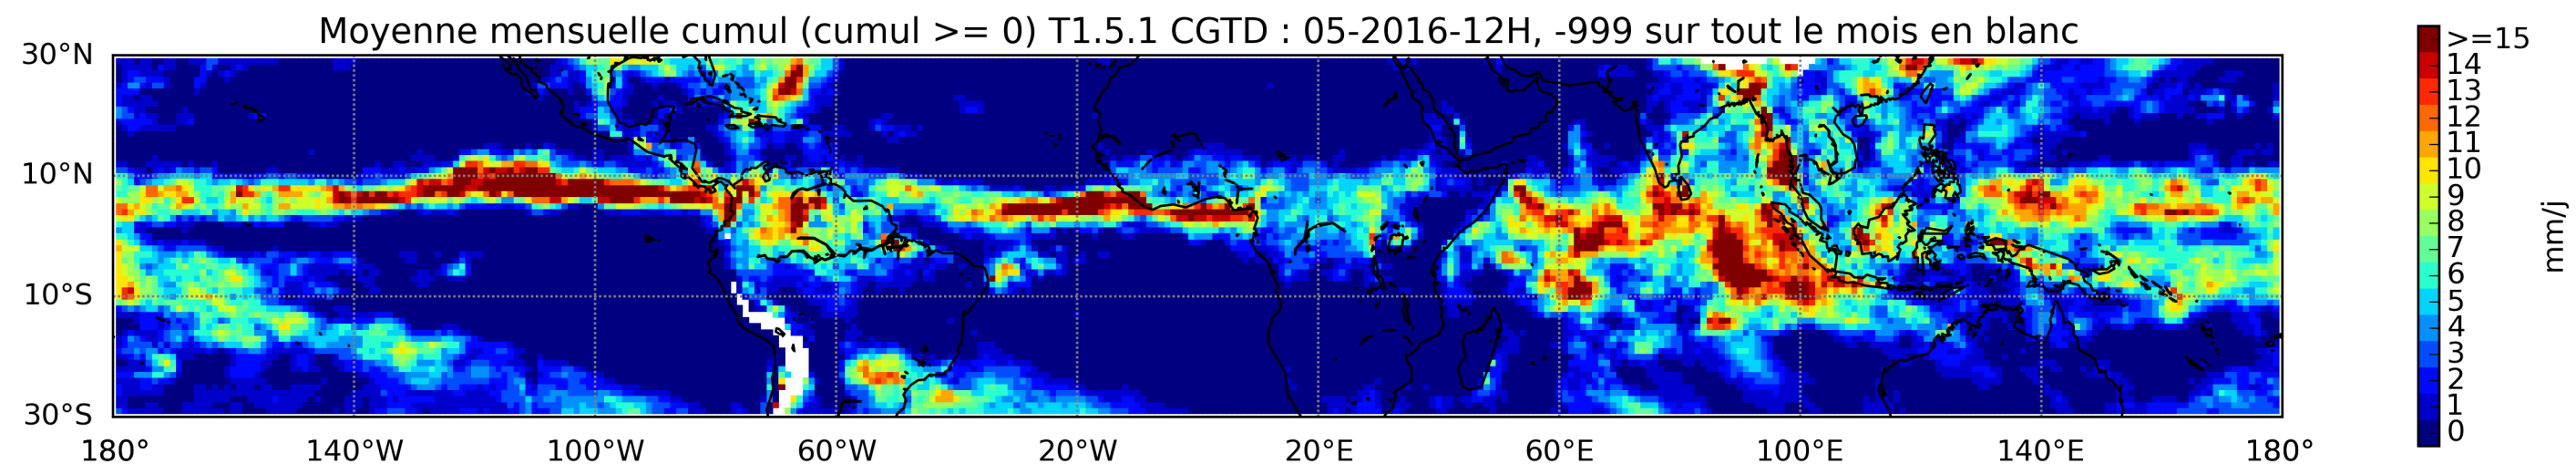 Moyenne mensuelle cumul (cumul >= 0) T1.5.1 CGTD : 05-2016-12H, -999 sur tout le mois en blanc
30°N
10°N
10°S
30°S
180° 140°W 100°W 60°W 20°W 20°E 60°E 100°E 140°E 180°
>=15
14
13
12
11
10
9
8
7
6
5
4
3
2
1
0
mm/j